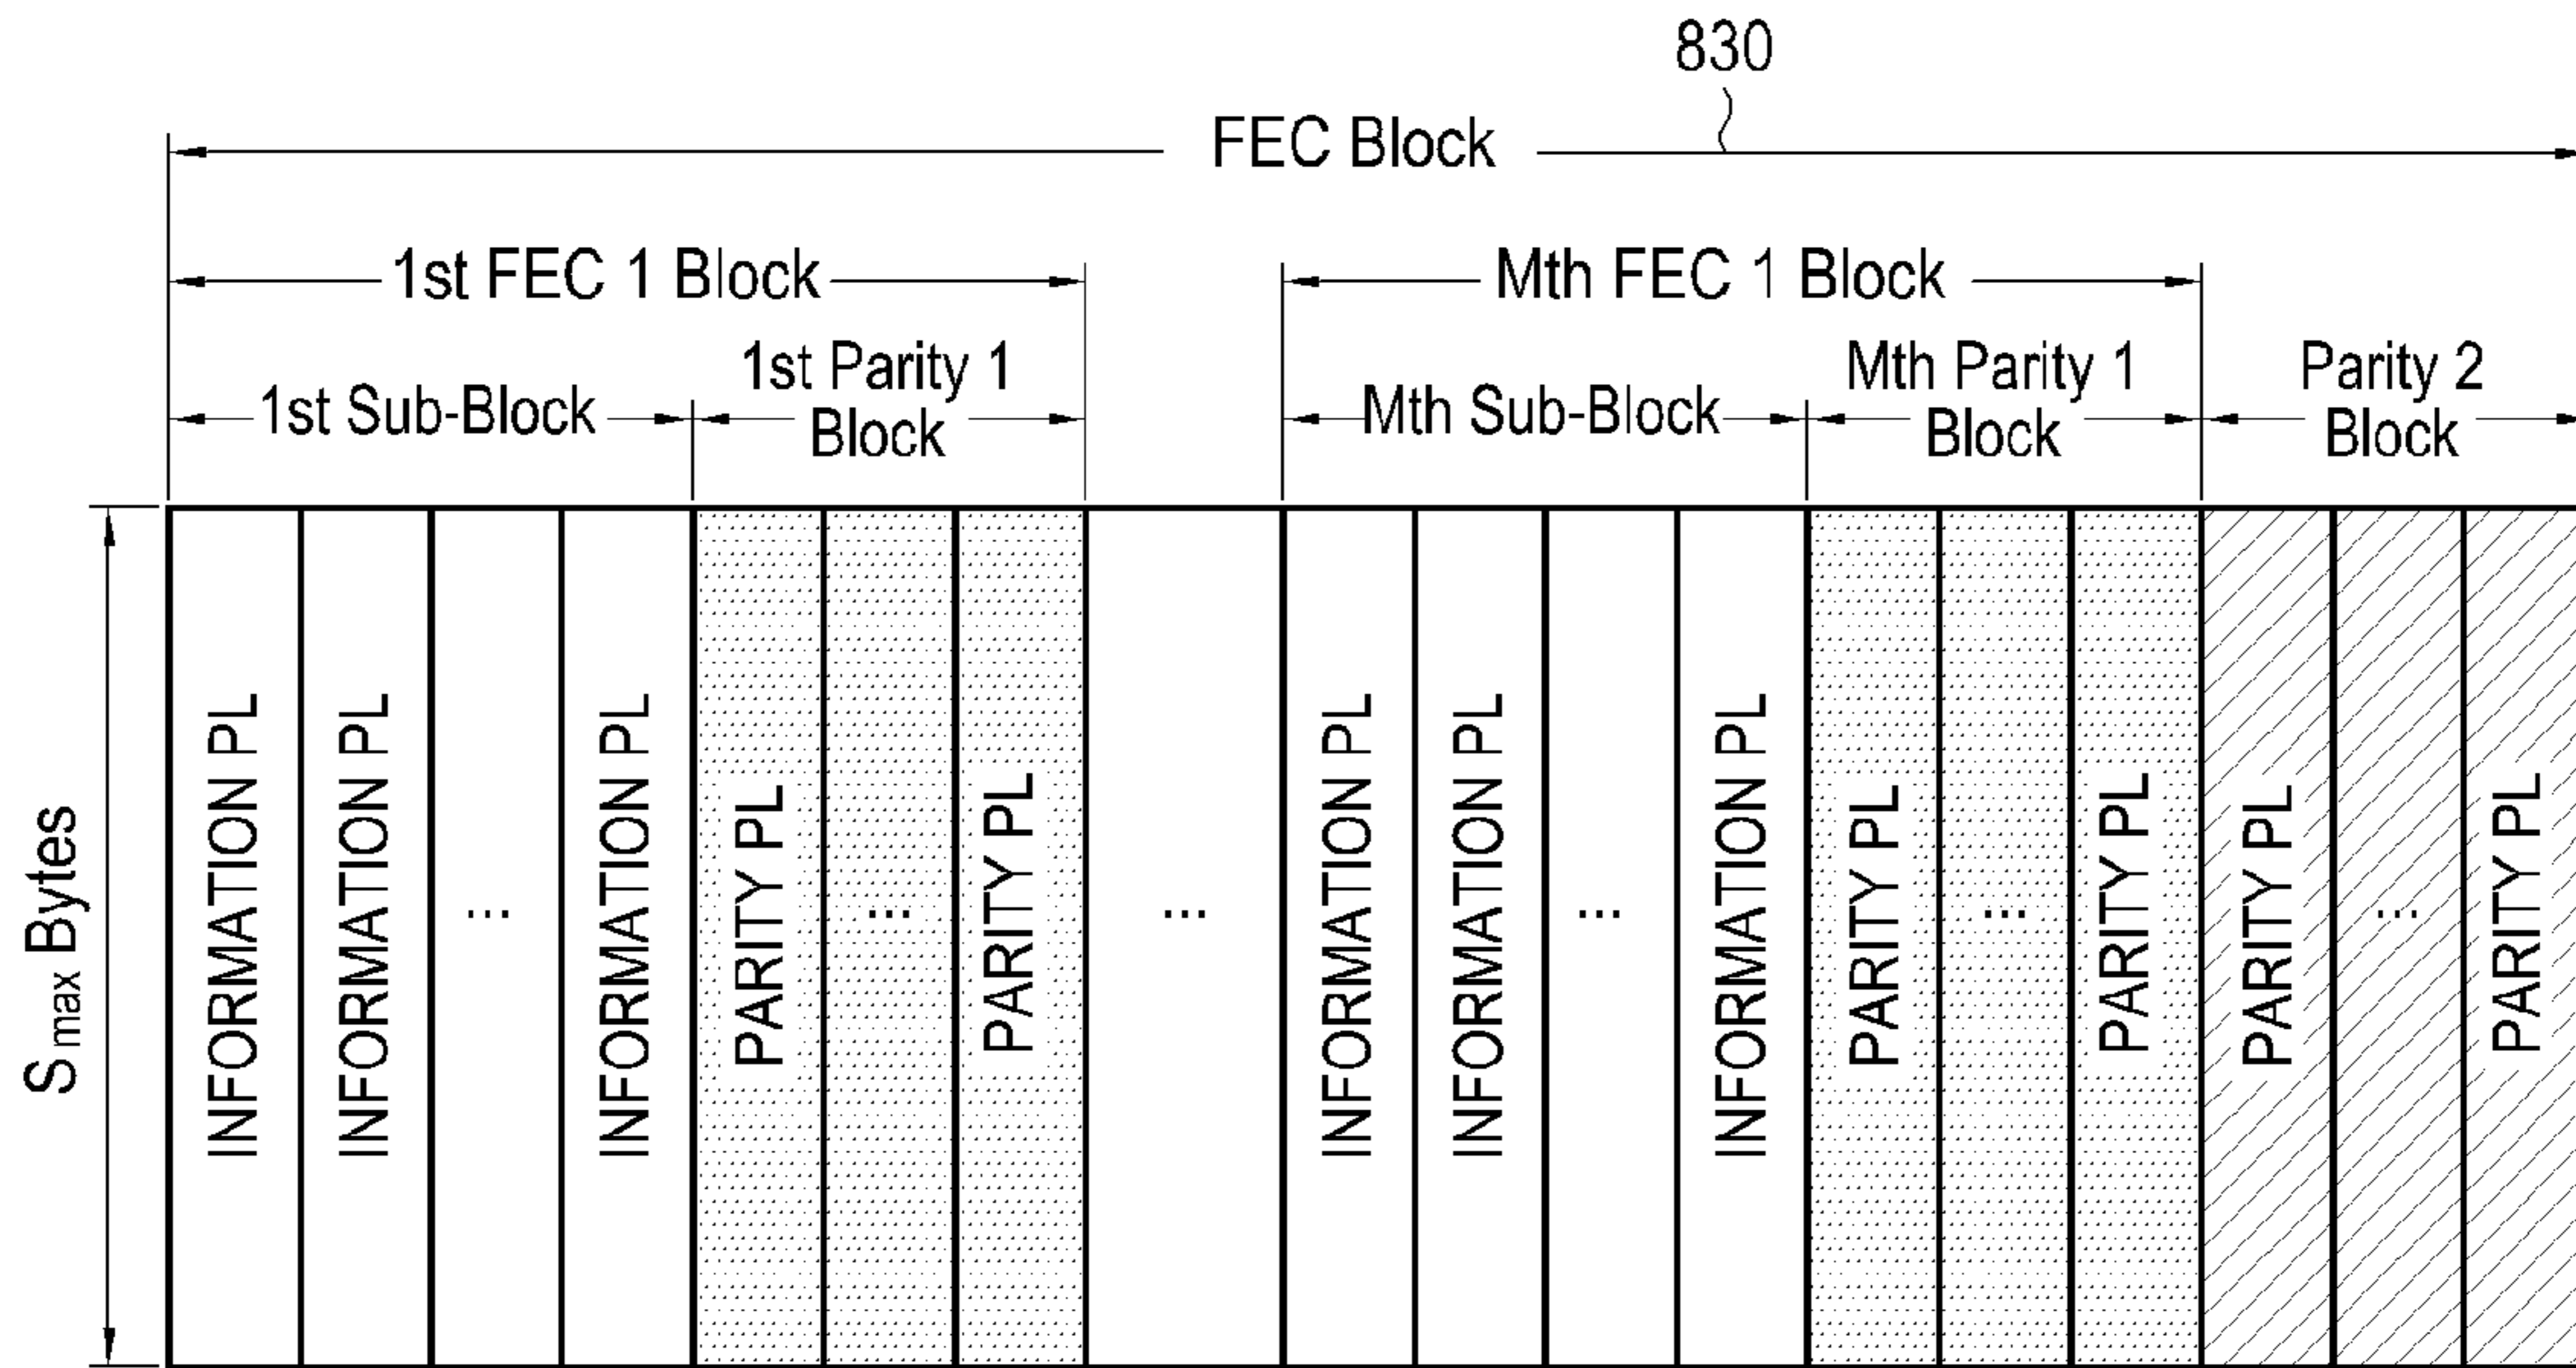 830
FEC Block
1st FEC 1 Block
Mth FEC 1 Block
1st Sub-Block
1st Parity 1
Block
Mth Sub-Block
Mth Parity 1
Block
Parity 2
Block
Smax Bytes
INFORMATION PL
INFORMATION PL
...
INFORMATION PL
PARITY PL
...
PARITY PL
...
INFORMATION PL
INFORMATION PL
...
INFORMATION PL
PARITY PL
...
PARITY PL
PARITY PL
...
PARITY PL